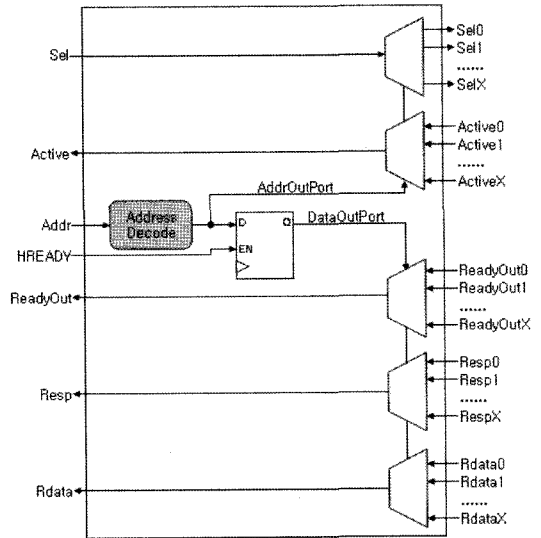 Sel
Sel0
Sel1
......
SelX
Active
Active0
Active1
......
ActiveX
AddrOutPort
Addr
Address
Decode
D
Q
DataOutPort
HREADY
EN
ReadyOut
ReadyOut0
ReadyOut1
......
ReadyOutX
Resp
Resp0
Resp1
......
RespX
Rdata
Rdata0
Rdata1
......
RdataX